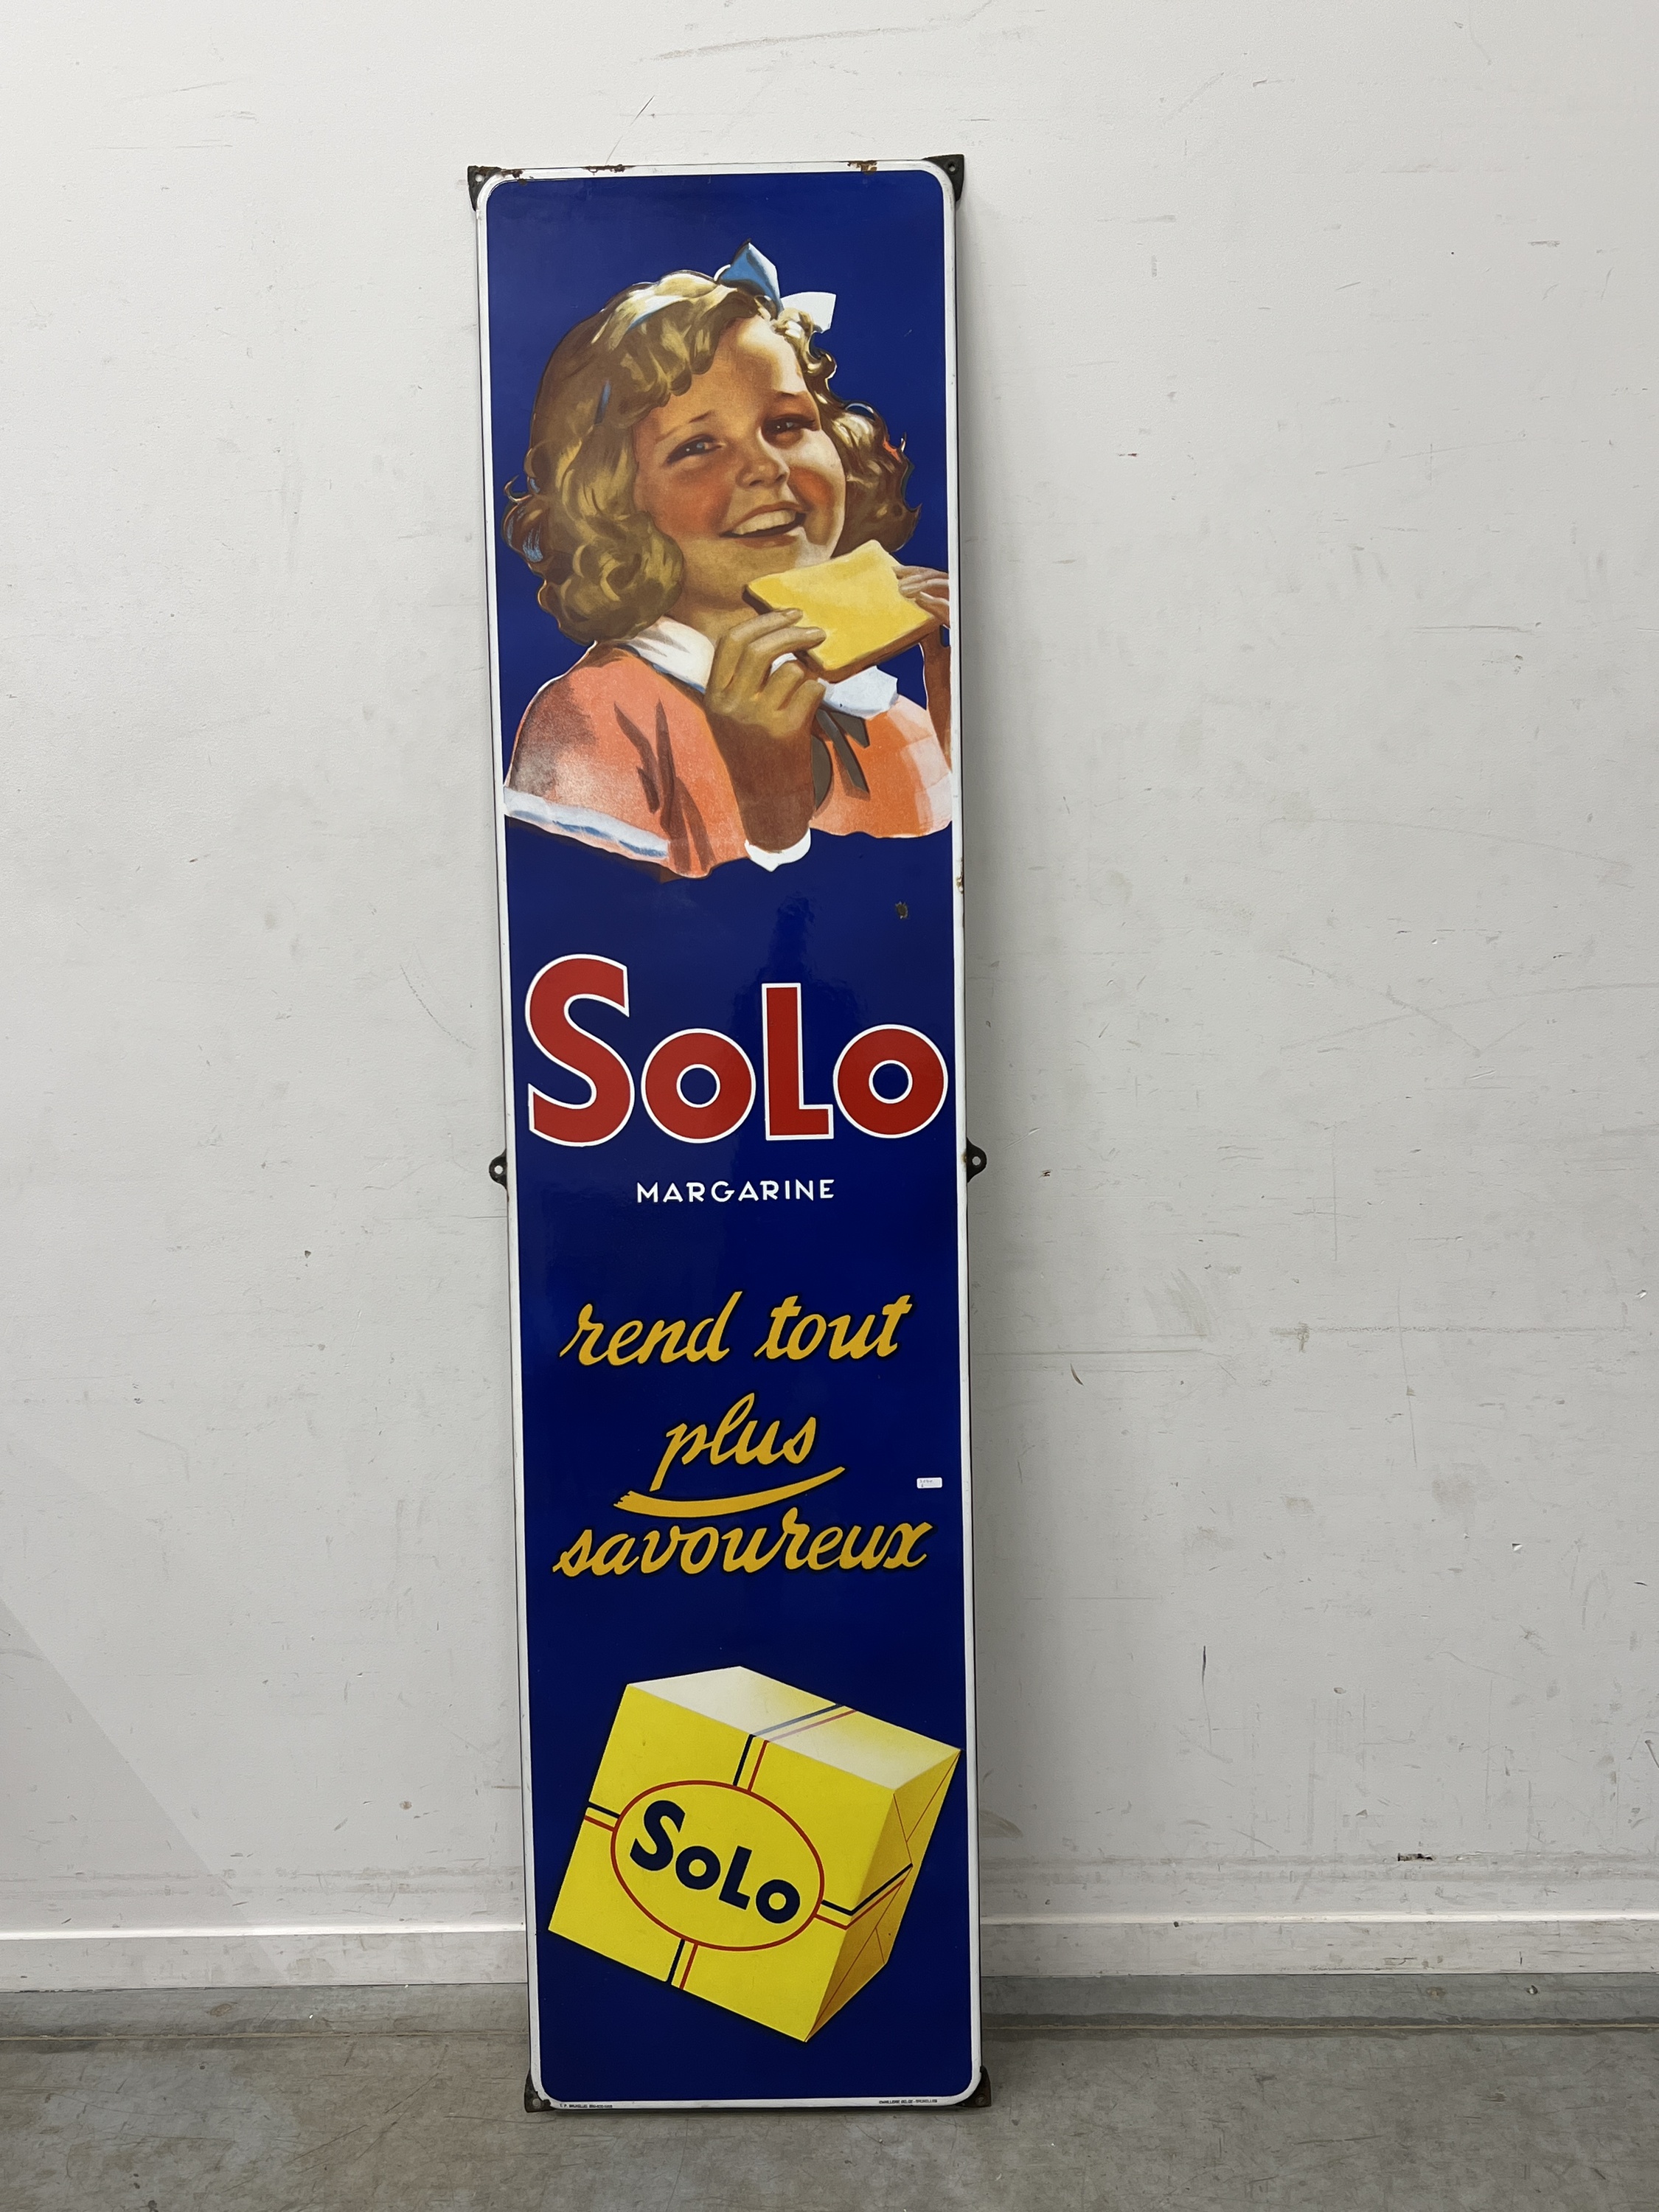 SoLo
MARGARINE
rend tout
plus
savoureux
SoLo